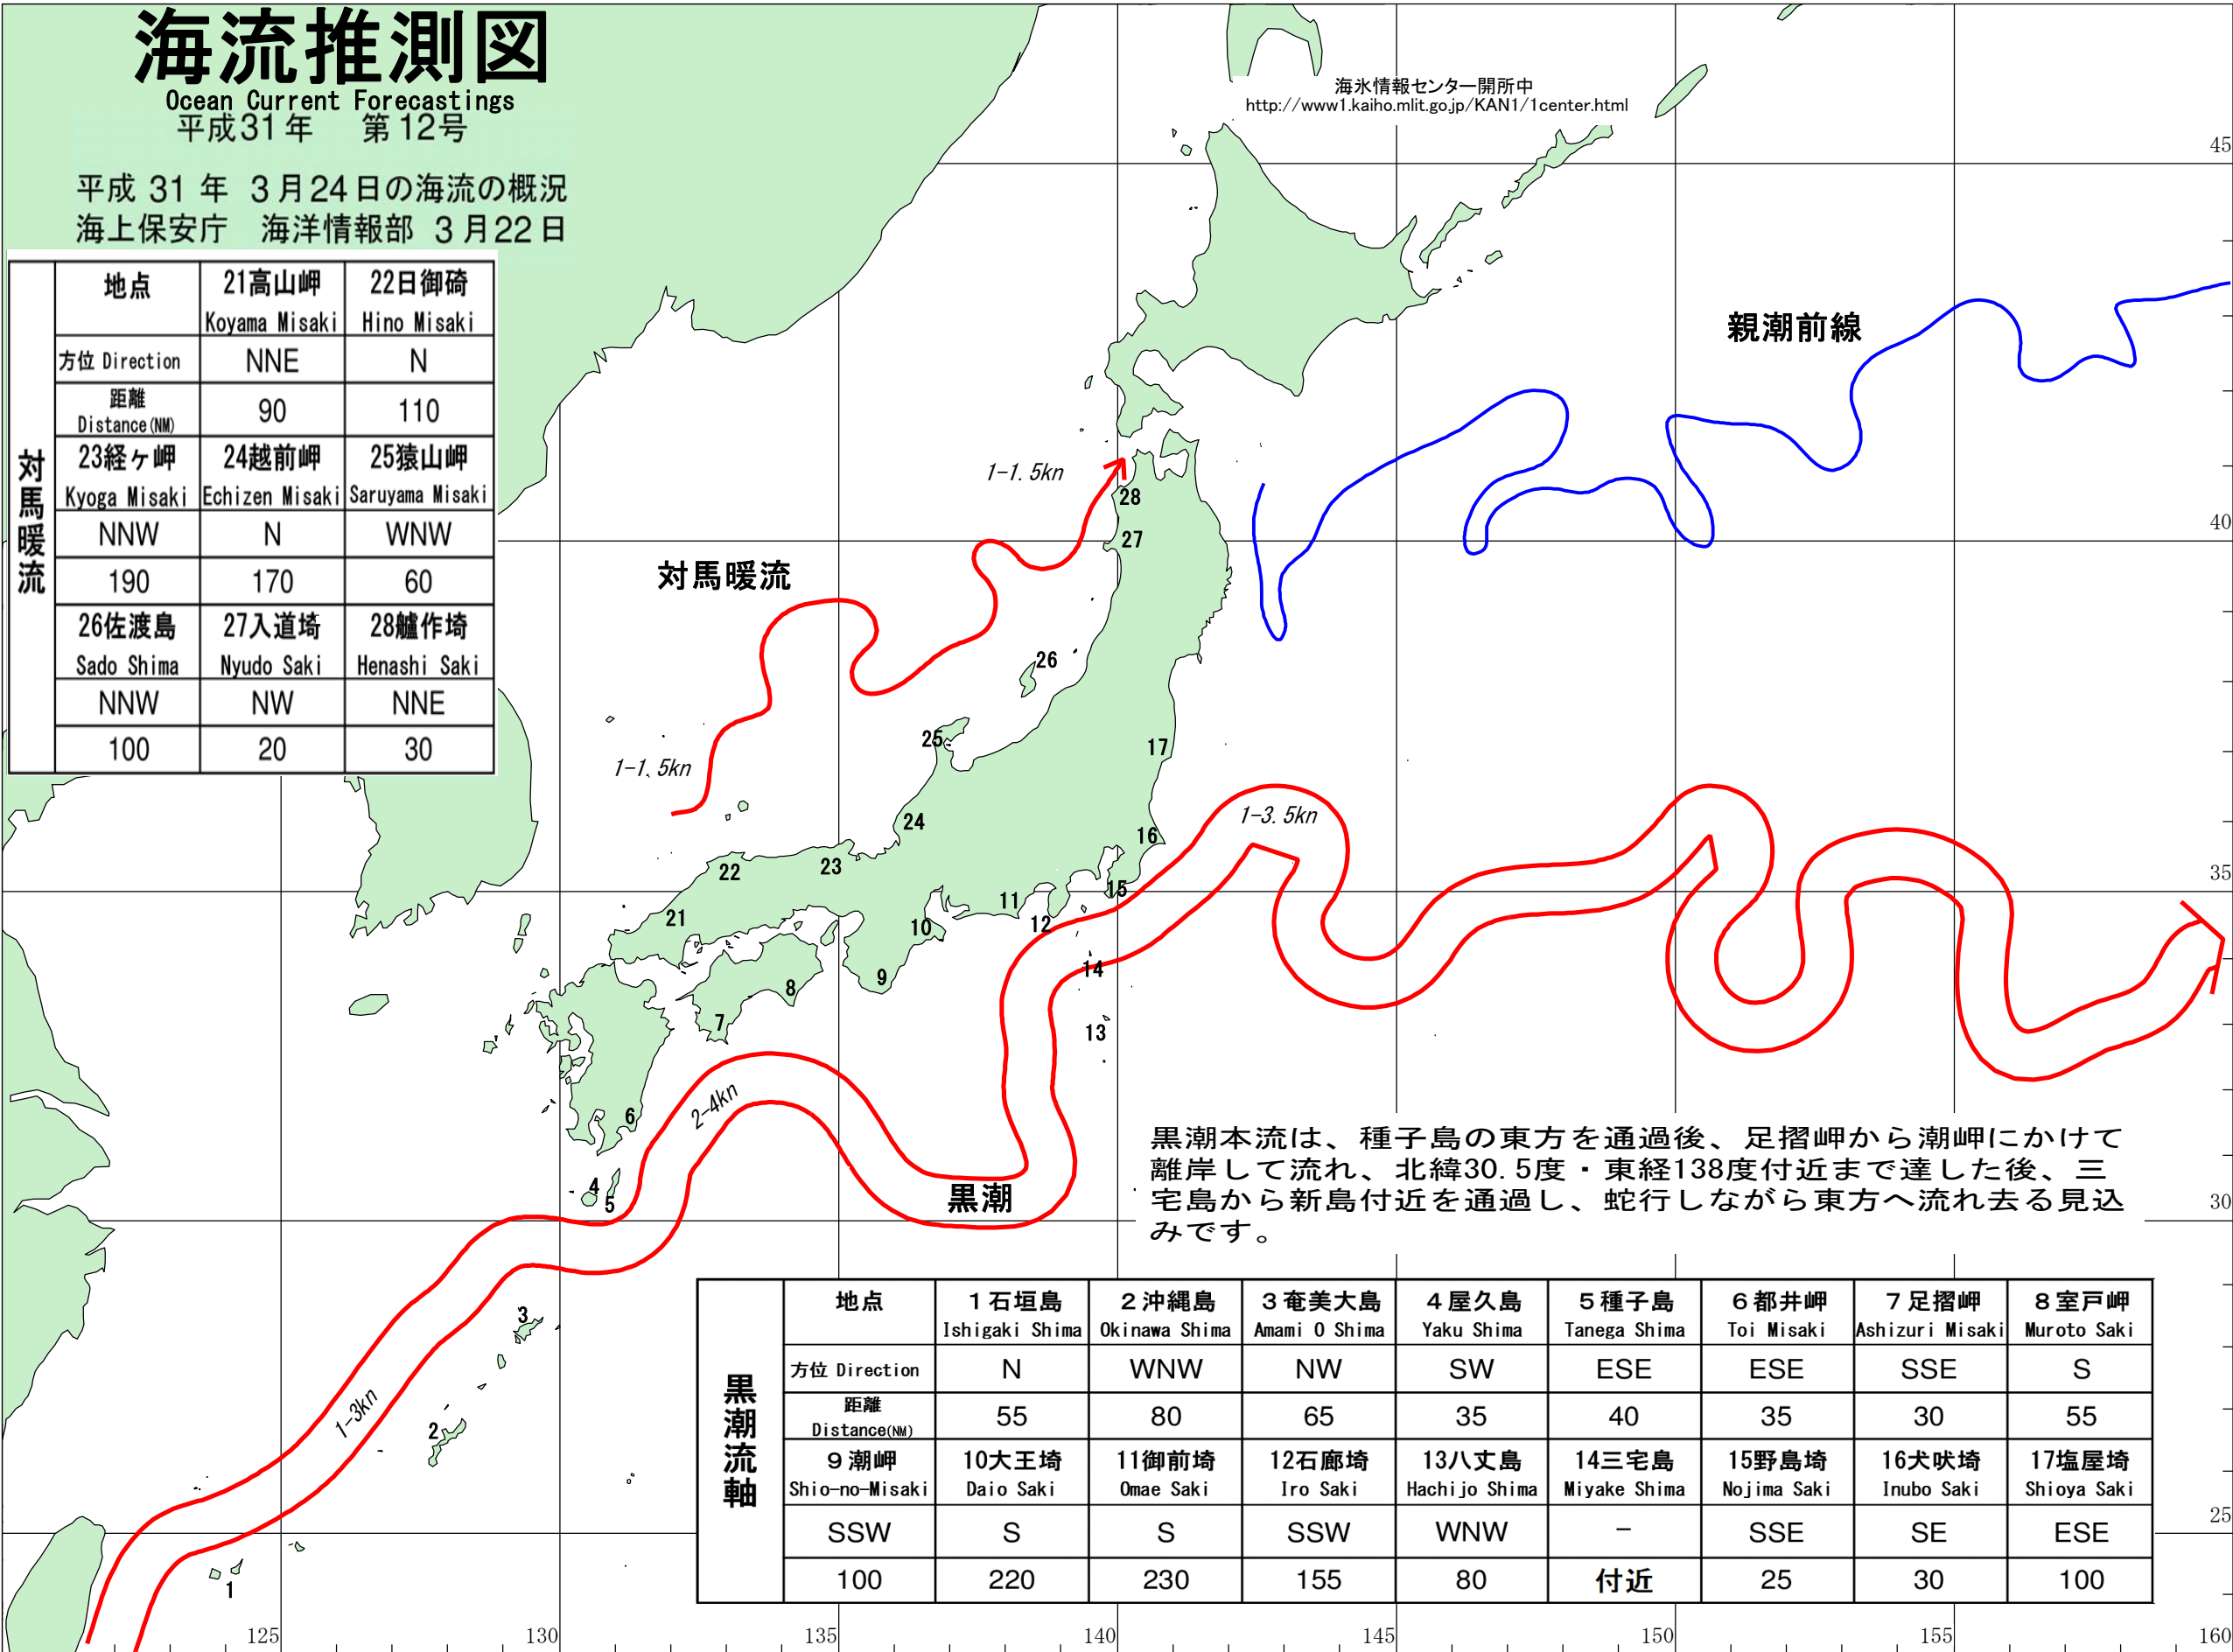 海流推測図
Ocean Current Forecastings
平成31年 第12号
平成 31 年 3月24日の海流の概況
海上保安庁 海洋情報部 3月22日
海氷情報センター開所中
http://www1.kaiho.mlit.go.jp/KAN1/1center.html
対馬暖流
地点 21高山岬 22日御碕
Koyama Misaki Hino Misaki
方位 Direction NNE N
距離
Distance(NM) 90 110
23経ヶ岬 24越前岬 25猿山岬
Kyoga Misaki Echizen Misaki Saruyama Misaki
NNW N WNW
190 170 60
26佐渡島 27入道埼 28艫作埼
Sado Shima Nyudo Saki Henashi Saki
NNW NW NNE
100 20 30
親潮前線
対馬暖流
1-1.5kn
1-1.5kn
1-3.5kn
2-4kn
1-3kn
黒潮
28
27
26
25
24
23
22
21
17
16
15
14
13
12
11
10
9
8
7
6
5
4
3
2
1
45
40
35
30
25
黒潮本流は、種子島の東方を通過後、足摺岬から潮岬にかけて
離岸して流れ、北緯30.5度・東経138度付近まで達した後、三
宅島から新島付近を通過し、蛇行しながら東方へ流れ去る見込
みです。
黒潮流軸
地点 1石垣島 2沖縄島 3奄美大島 4屋久島 5種子島 6都井岬 7足摺岬 8室戸岬
Ishigaki Shima Okinawa Shima Amami O Shima Yaku Shima Tanega Shima Toi Misaki Ashizuri Misaki Muroto Saki
方位 Direction N WNW NW SW ESE ESE SSE S
距離
Distance(NM) 55 80 65 35 40 35 30 55
9潮岬 10大王埼 11御前埼 12石廊埼 13八丈島 14三宅島 15野島埼 16犬吠埼 17塩屋埼
Shio-no-Misaki Daio Saki Omae Saki Iro Saki Hachijo Shima Miyake Shima Nojima Saki Inubo Saki Shioya Saki
SSW S S SSW WNW － SSE SE ESE
100 220 230 155 80 付近 25 30 100
125 130 135 140 145 150 155 160